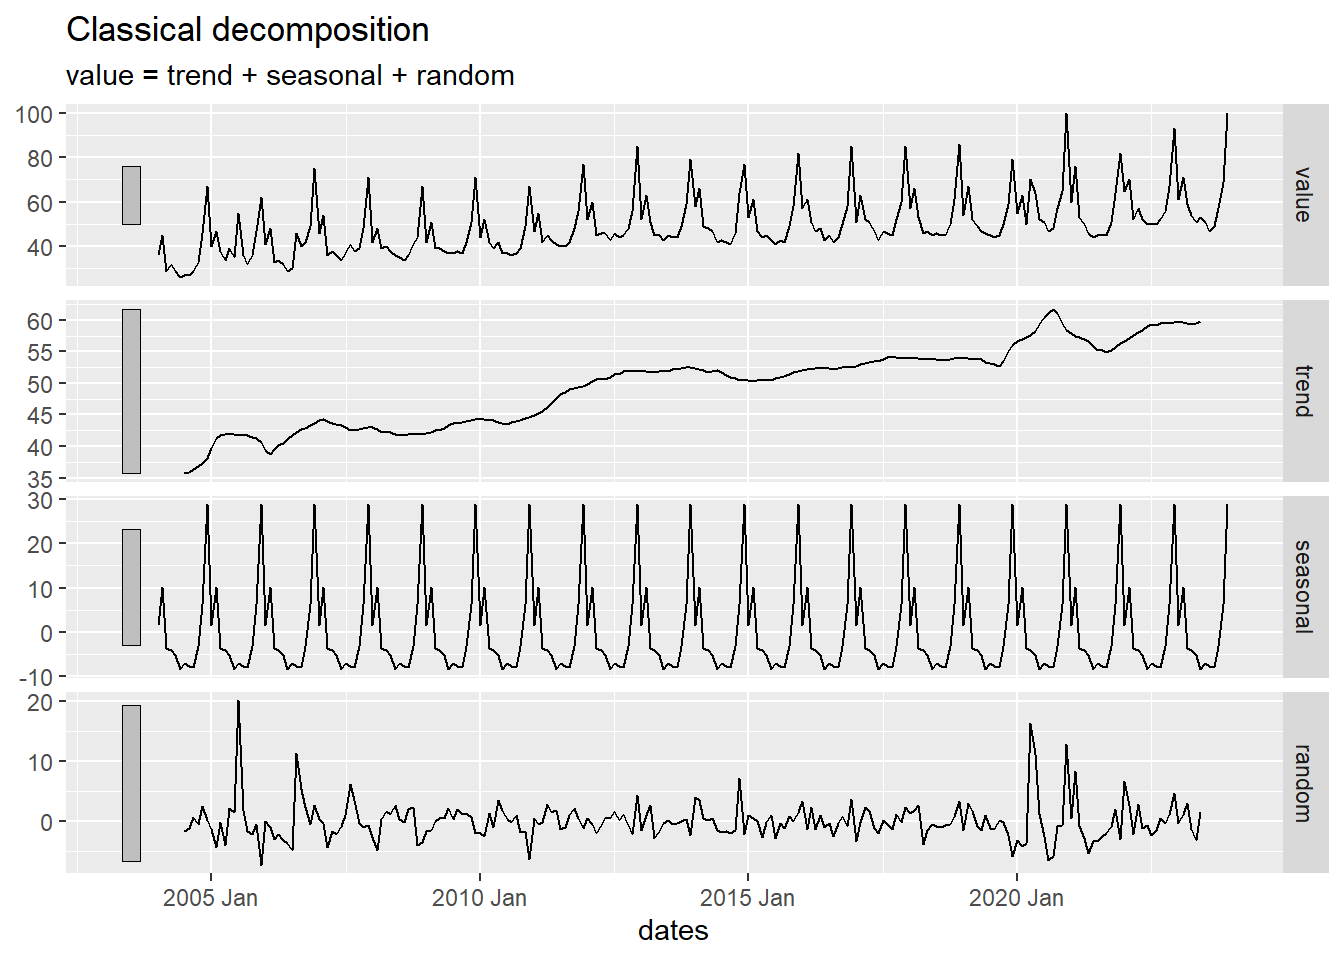 Classical decomposition
value = trend + seasonal + random
100
80
60
40
value
60
55
50
45
40
35
trend
30
20
10
0
-10
seasonal
20
10
0
random
2005 Jan
2010 Jan
2015 Jan
2020 Jan
dates